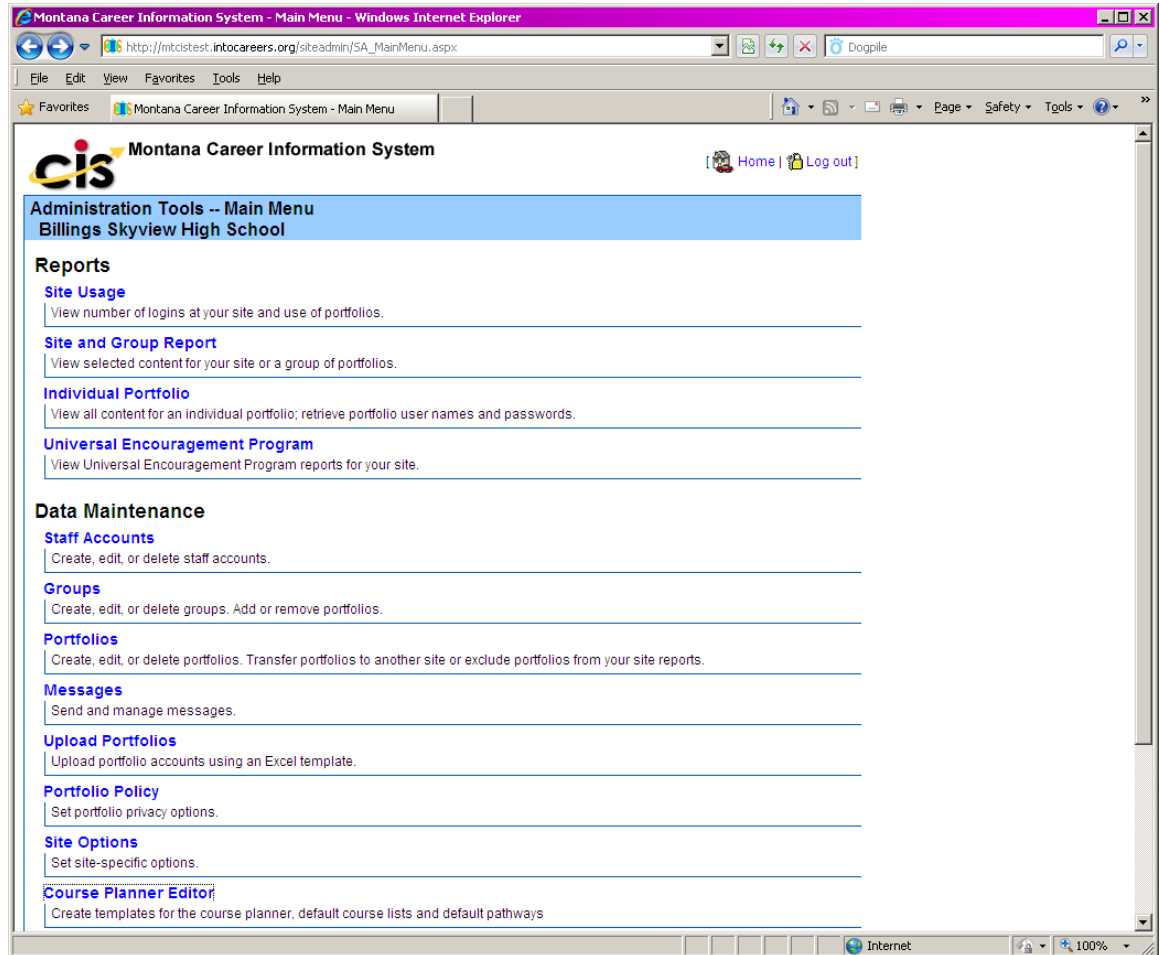 Montana Career Information System - Main Menu - Windows Internet Explorer
http://mtcistest.intocareers.org/siteadmin/SA_MainMenu.aspx
Dogpile
File Edit View Favorites Tools Help
Favorites
Montana Career Information System - Main Menu
Page Safety Tools »
cis
Montana Career Information System
[ Home | Log out ]
Administration Tools -- Main Menu
Billings Skyview High School
Reports
Site Usage
View number of logins at your site and use of portfolios.
Site and Group Report
View selected content for your site or a group of portfolios.
Individual Portfolio
View all content for an individual portfolio; retrieve portfolio user names and passwords.
Universal Encouragement Program
View Universal Encouragement Program reports for your site.
Data Maintenance
Staff Accounts
Create, edit, or delete staff accounts.
Groups
Create, edit, or delete groups. Add or remove portfolios.
Portfolios
Create, edit, or delete portfolios. Transfer portfolios to another site or exclude portfolios from your site reports.
Messages
Send and manage messages.
Upload Portfolios
Upload portfolio accounts using an Excel template.
Portfolio Policy
Set portfolio privacy options.
Site Options
Set site-specific options.
Course Planner Editor
Create templates for the course planner, default course lists and default pathways
Internet
100%